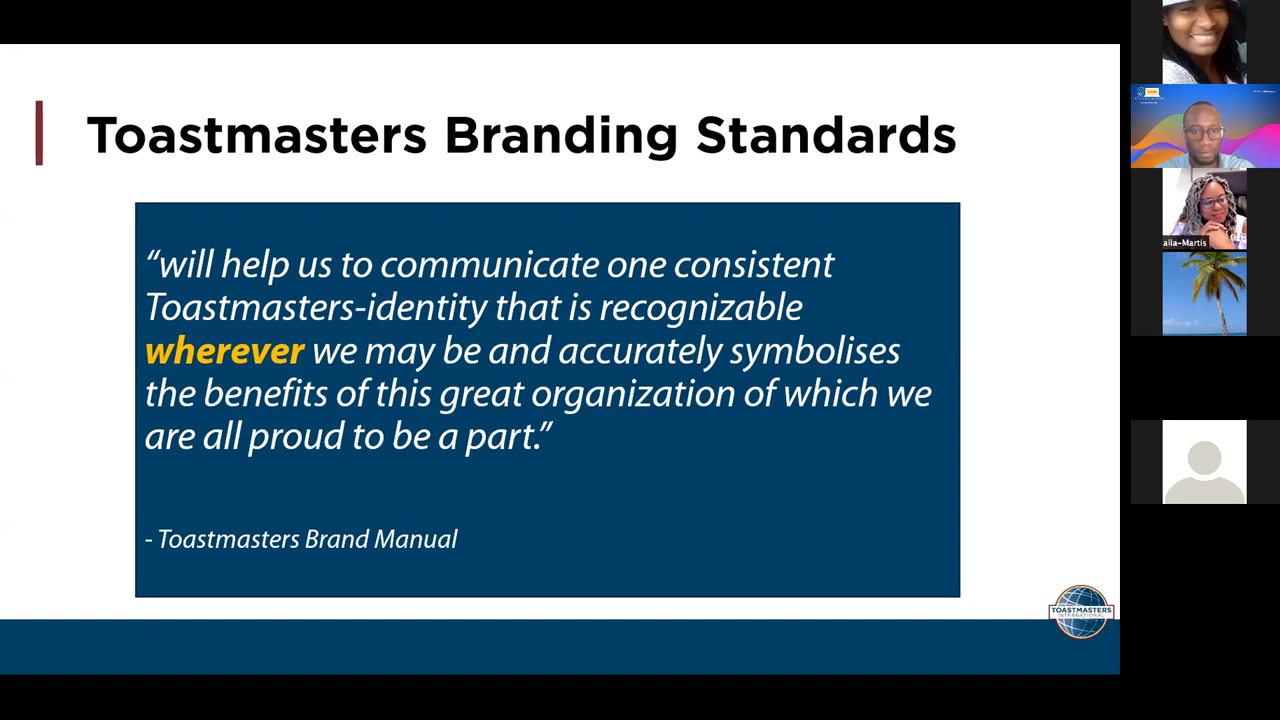 Toastmasters Branding Standards
“will help us to communicate one consistent
Toastmasters-identity that is recognizable
wherever we may be and accurately symbolises
the benefits of this great organization of which we
are all proud to be a part.”
- Toastmasters Brand Manual
TOASTMASTERS
INTERNATIONAL
alia-Martis